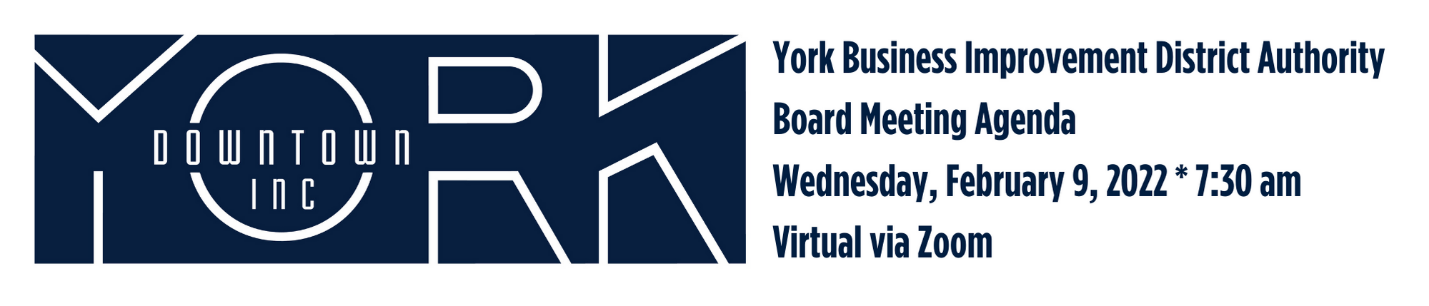 YORK
DOWNTOWN
INC
York Business Improvement District Authority
Board Meeting Agenda
Wednesday, February 9, 2022 * 7:30 am
Virtual via Zoom